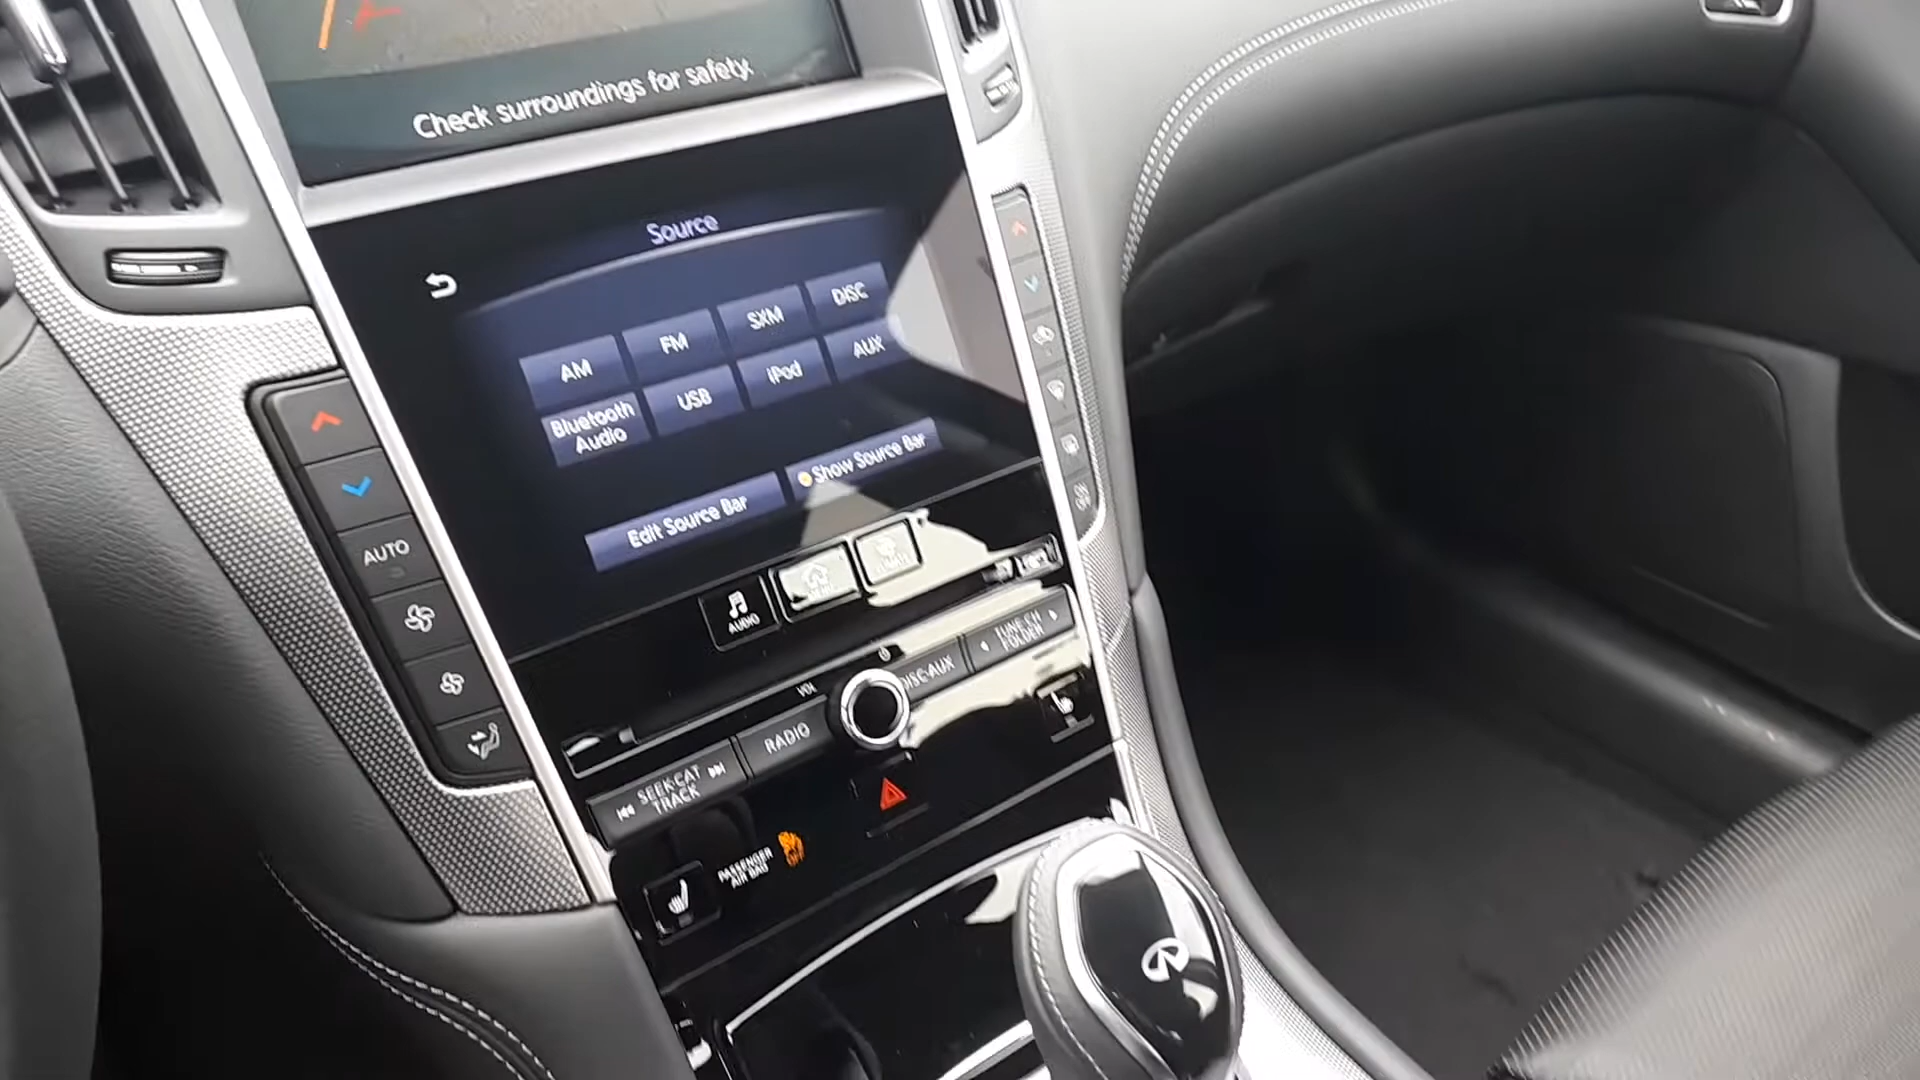 Check surroundings for safety.
Source
AM
FM
SXM
DISC
Bluetooth
Audio
USB
iPod
AUX
Edit Source Bar
Show Source Bar
AUTO
AUDIO
MENU
VOL
SEEK·CAT
TRACK
RADIO
DISC·AUX
TUNE·CH
FOLDER
PASSENGER
AIR BAG